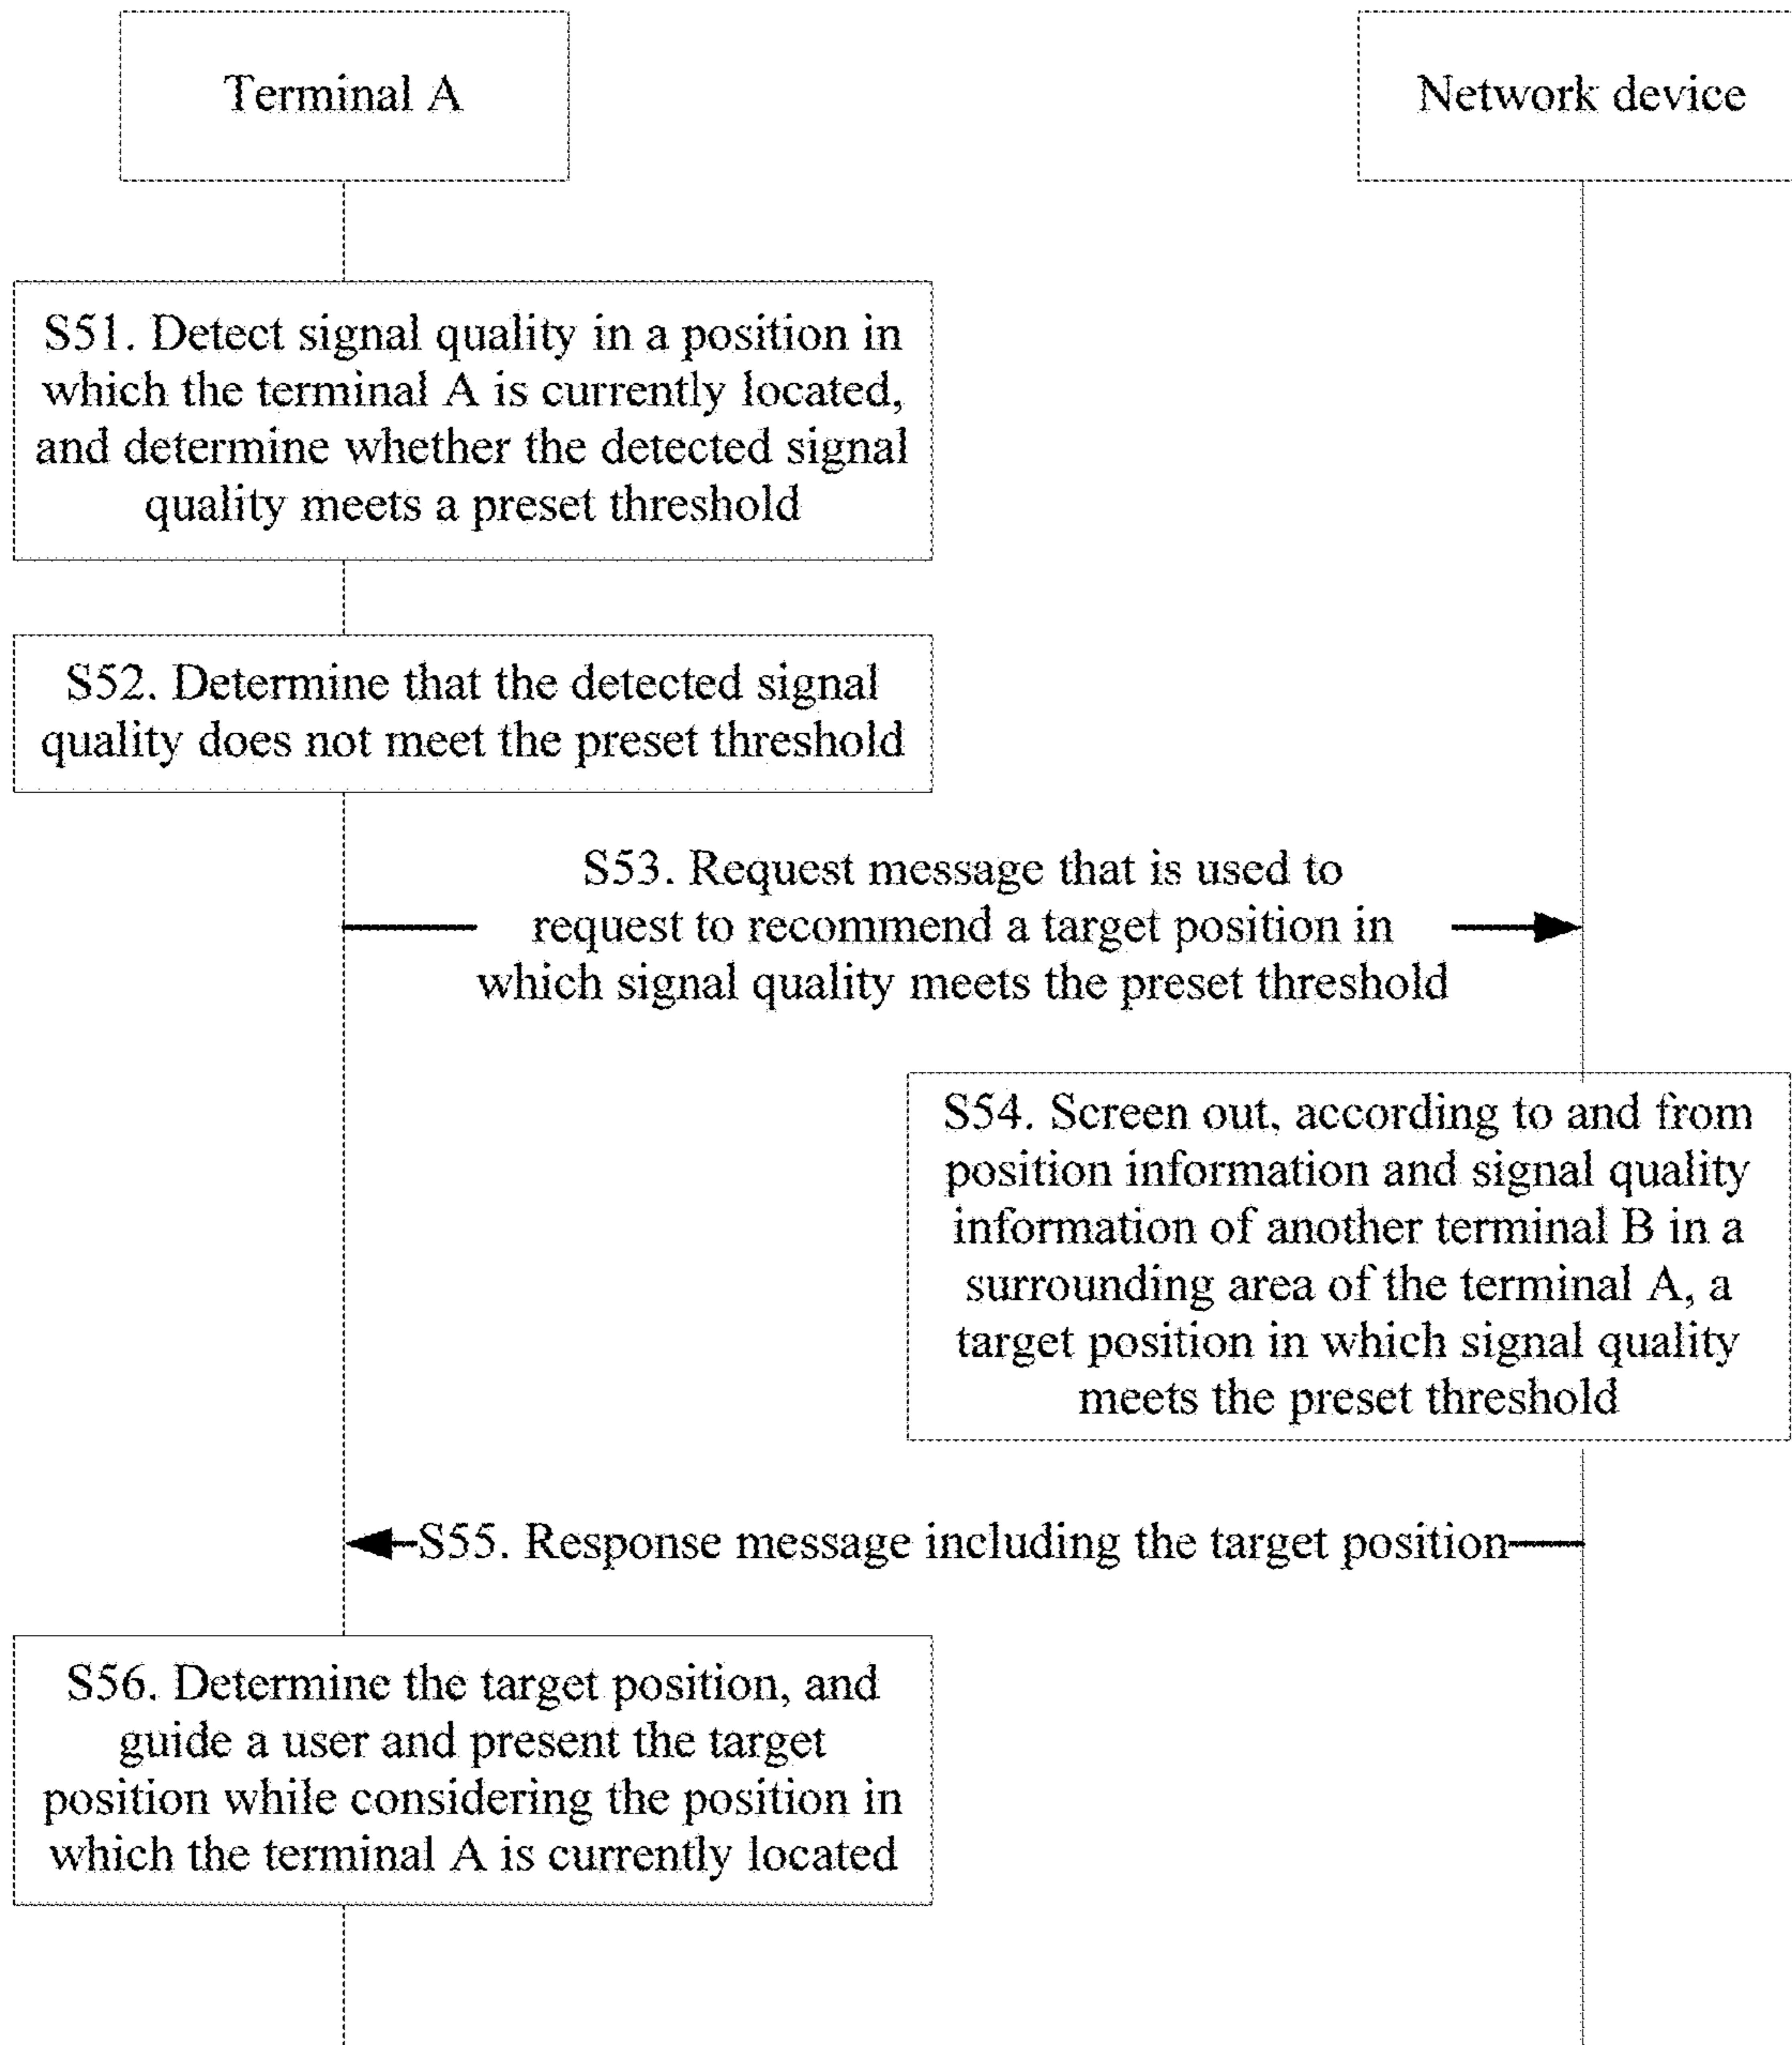 Terminal A
Network device
S51. Detect signal quality in a position in
which the terminal A is currently located,
and determine whether the detected signal
quality meets a preset threshold
S52. Determine that the detected signal
quality does not meet the preset threshold
S53. Request message that is used to
request to recommend a target position in
which signal quality meets the preset threshold
S54. Screen out, according to and from
position information and signal quality
information of another terminal B in a
surrounding area of the terminal A, a
target position in which signal quality
meets the preset threshold
S55. Response message including the target position
S56. Determine the target position, and
guide a user and present the target
position while considering the position in
which the terminal A is currently located